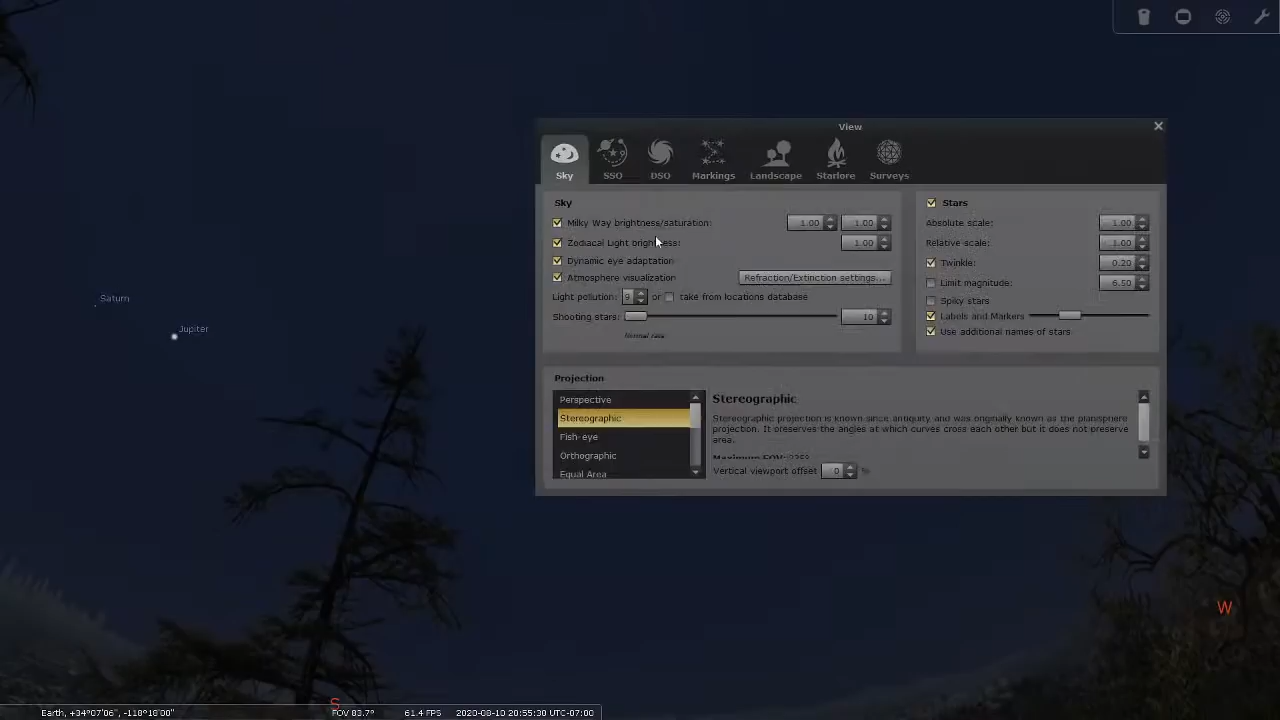 View
Sky SSO DSO Markings Landscape Starlore Surveys
Sky
Milky Way brightness/saturation: 1.00 1.00
Zodiacal Light brightness: 1.00
Dynamic eye adaptation
Atmosphere visualization Refraction/Extinction settings...
Light pollution: 9 or take from locations database
Shooting stars: 10
Normal rate
Stars
Absolute scale: 1.00
Relative scale: 1.00
Twinkle: 0.20
Limit magnitude: 6.50
Spiky stars
Labels and Markers
Use additional names of stars
Saturn
Jupiter
Projection
Perspective
Stereographic
Fish-eye
Orthographic
Equal Area
Stereographic
Stereographic projection is known since antiquity and was originally known as the planisphere
projection. It preserves the angles at which curves cross each other but it does not preserve
area.
Maximum FOV: 235°
Vertical viewport offset 0 %
W
S
Earth, +34°07'06", -118°18'00" FOV 83.7° 61.4 FPS 2020-08-10 20:55:30 UTC-07:00